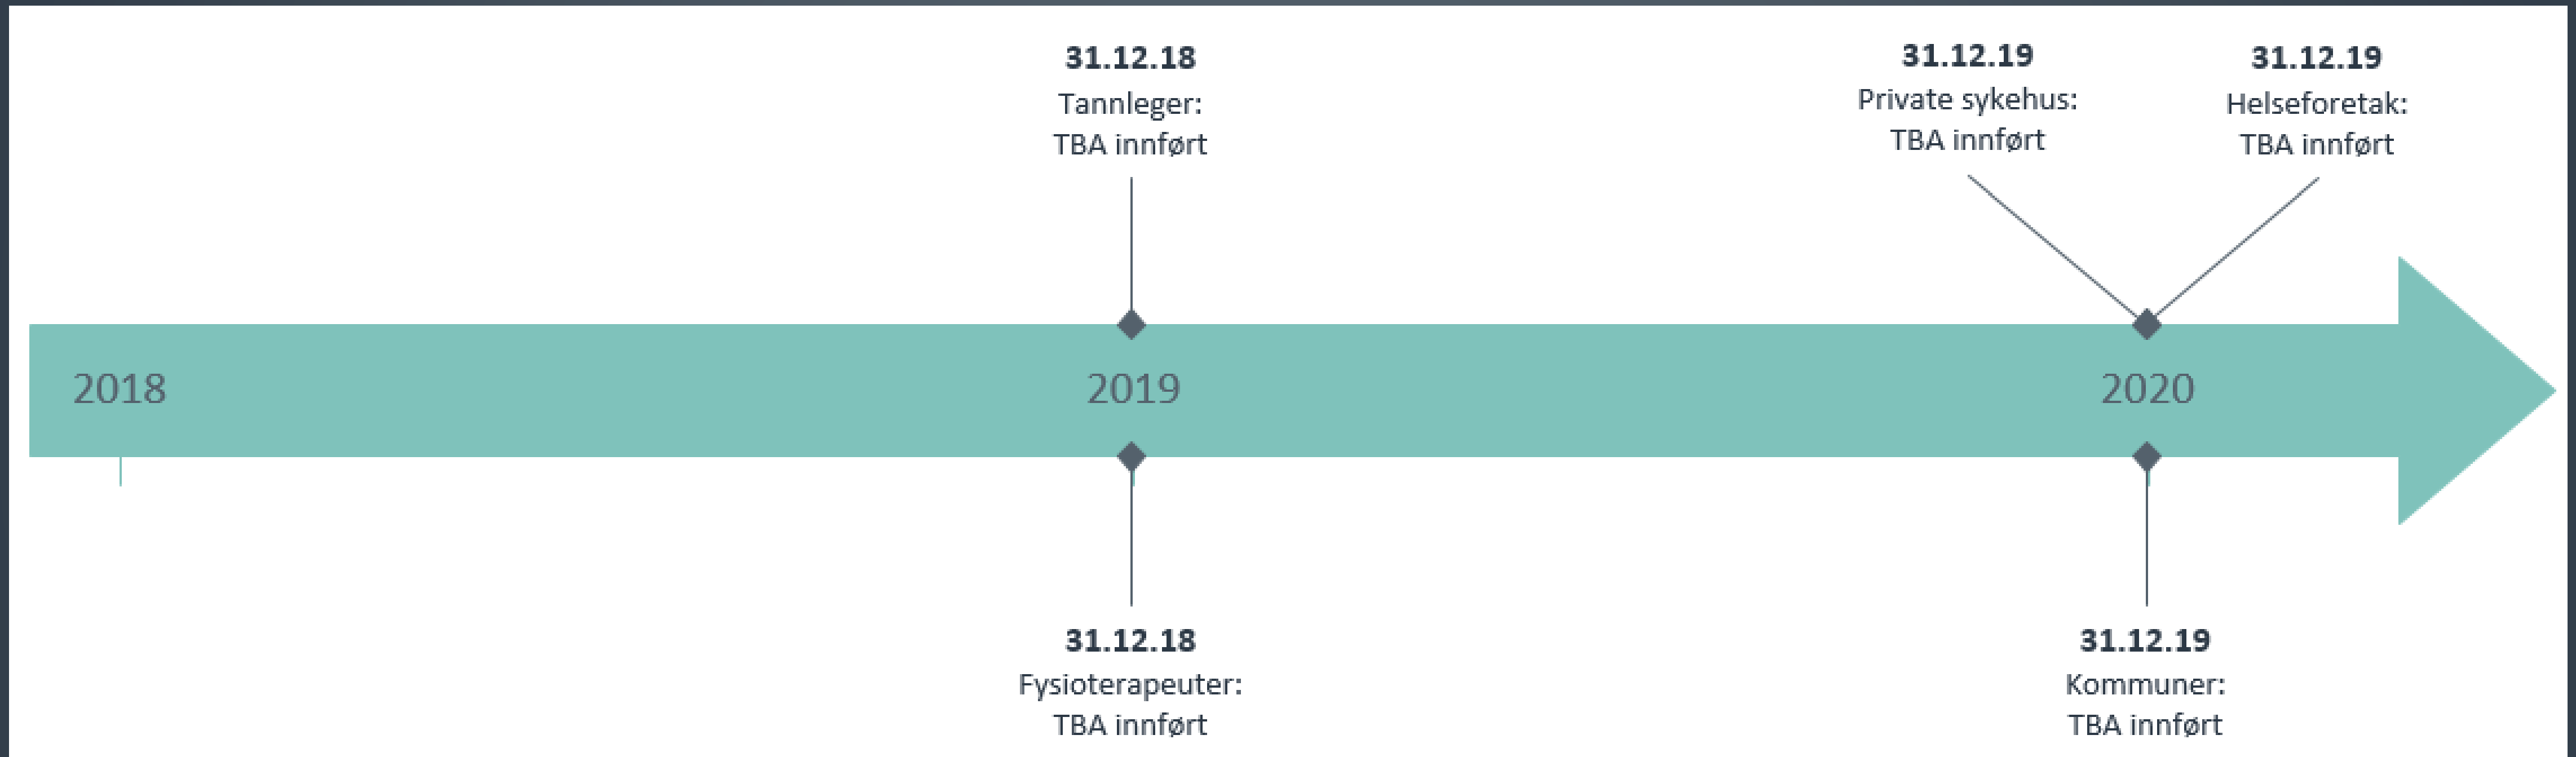 31.12.18
Tannleger:
TBA innført
31.12.19
Private sykehus:
TBA innført
31.12.19
Helseforetak:
TBA innført
2018
2019
2020
31.12.18
Fysioterapeuter:
TBA innført
31.12.19
Kommuner:
TBA innført